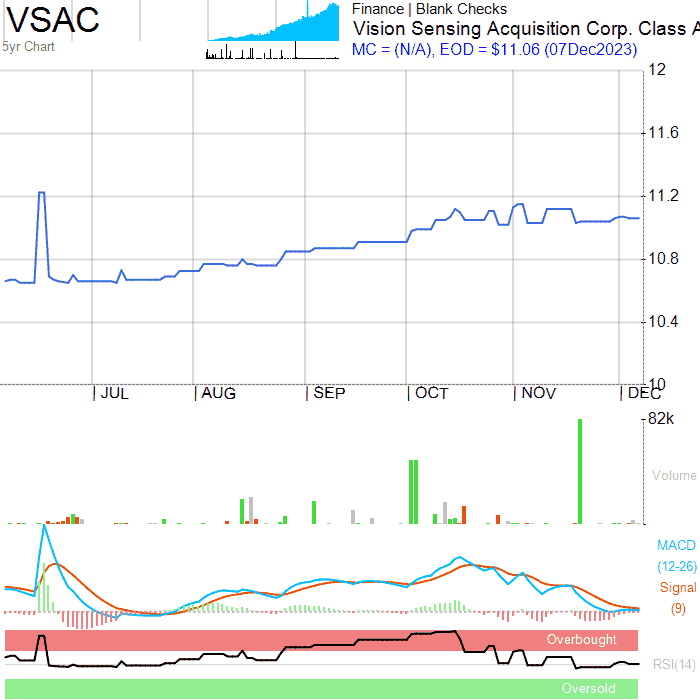 VSAC
5yr Chart
Finance | Blank Checks
Vision Sensing Acquisition Corp. Class A
MC = (N/A), EOD = $11.06 (07Dec2023)
12
11.6
11.2
10.8
10.4
10
JUL AUG SEP OCT NOV DEC
82k
Volume
MACD
(12-26)
Signal
(9)
Overbought
RSI(14)
Oversold